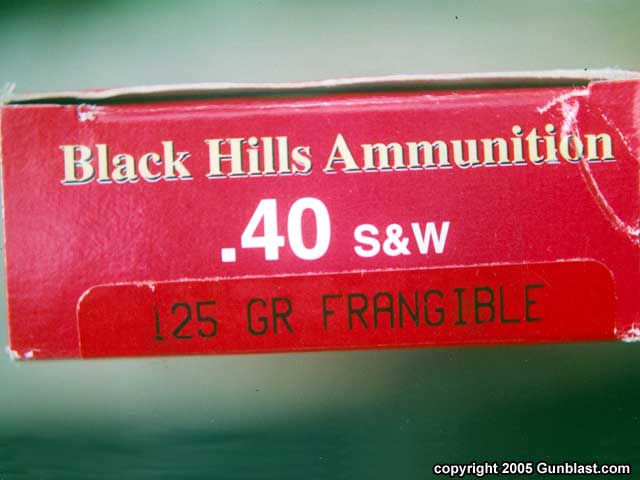 Black Hills Ammunition
.40 S&W
125 GR FRANGIBLE
copyright 2005 Gunblast.com